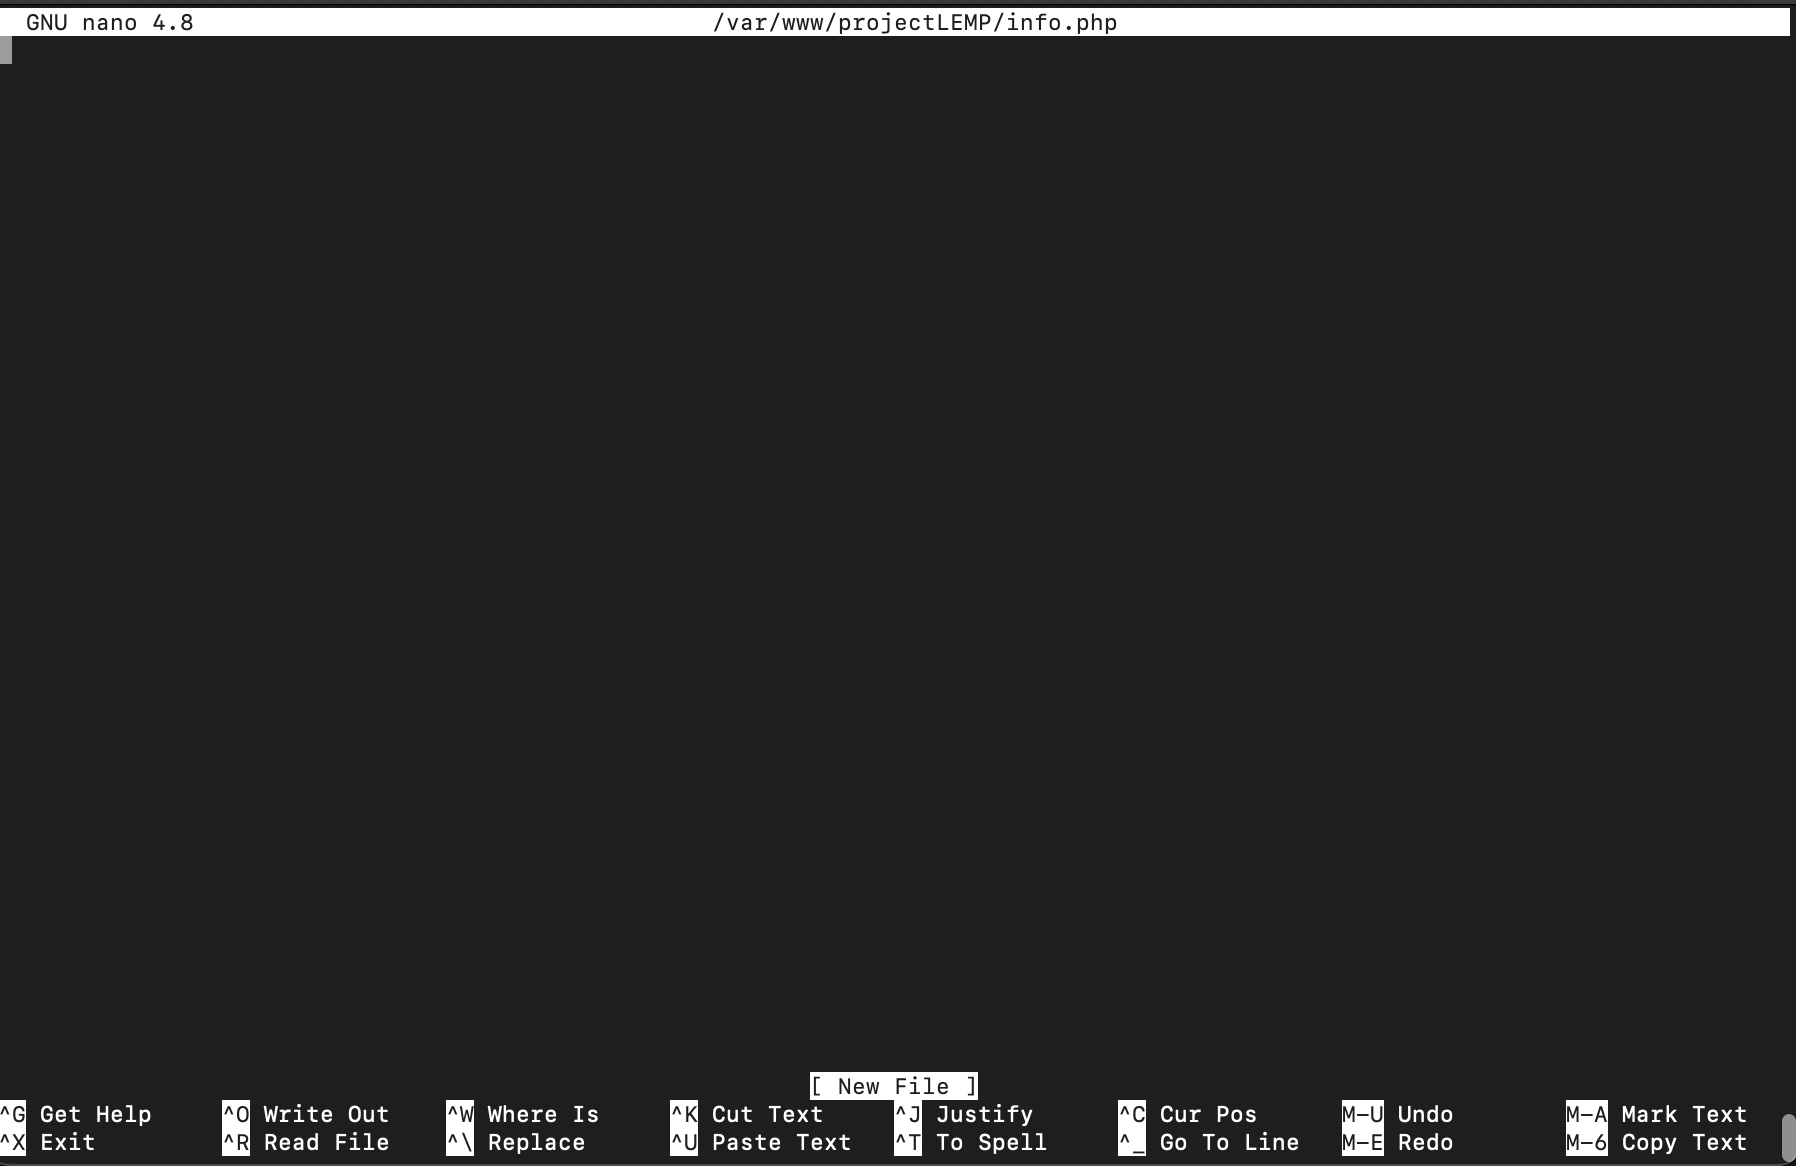 GNU nano 4.8 /var/www/projectLEMP/info.php
[ New File ]
^G Get Help ^O Write Out ^W Where Is ^K Cut Text ^J Justify ^C Cur Pos M-U Undo M-A Mark Text
^X Exit ^R Read File ^\ Replace ^U Paste Text ^T To Spell ^_ Go To Line M-E Redo M-6 Copy Text